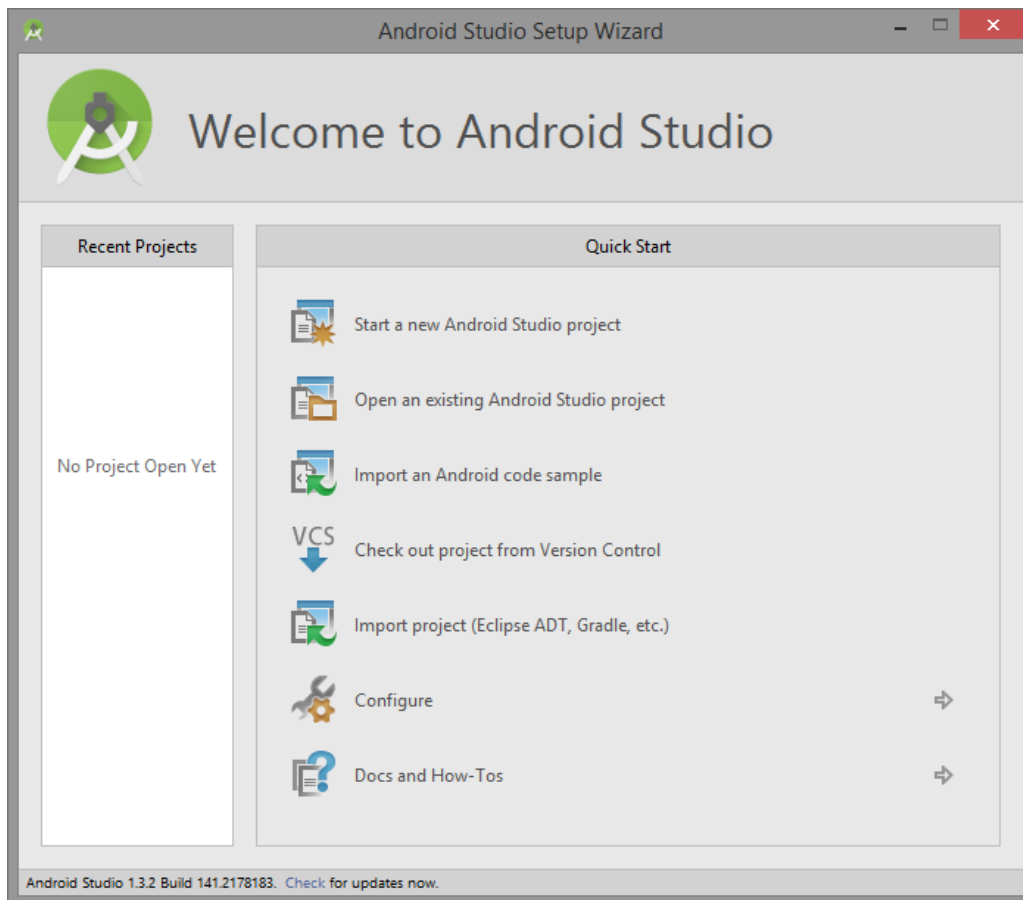 Android Studio Setup Wizard
Welcome to Android Studio
Recent Projects
No Project Open Yet
Quick Start
Start a new Android Studio project
Open an existing Android Studio project
Import an Android code sample
VCS
Check out project from Version Control
Import project (Eclipse ADT, Gradle, etc.)
Configure
Docs and How-Tos
Android Studio 1.3.2 Build 141.2178183. Check for updates now.